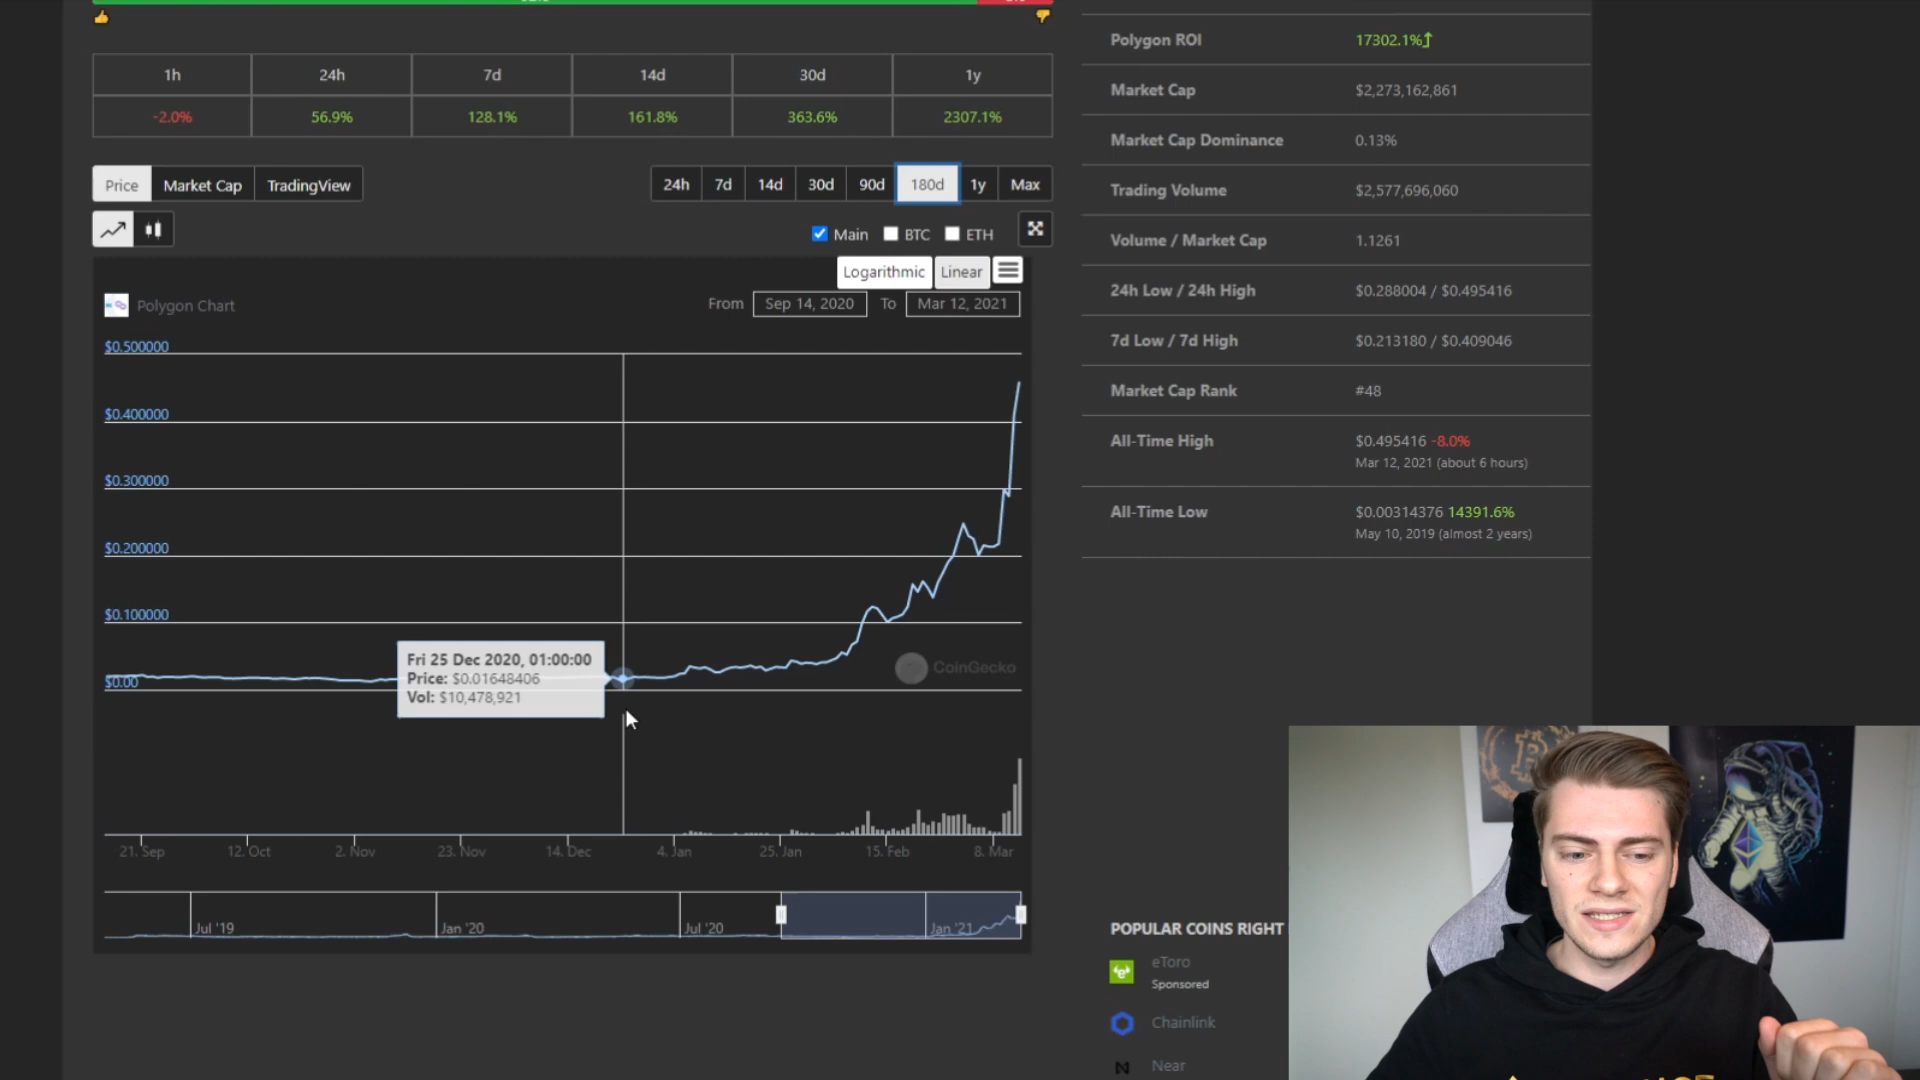 1h 24h 7d 14d 30d 1y
-2.0% 56.9% 128.1% 161.8% 363.6% 2307.1%
Price Market Cap TradingView 24h 7d 14d 30d 90d 180d 1y Max
Main BTC ETH
Logarithmic Linear
Polygon Chart From Sep 14, 2020 To Mar 12, 2021
$0.500000
$0.400000
$0.300000
$0.200000
$0.100000
$0.00
Fri 25 Dec 2020, 01:00:00
Price: $0.01648406
Vol: $10,478,921
CoinGecko
21. Sep 12. Oct 2. Nov 23. Nov 14. Dec 4. Jan 25. Jan 15. Feb 8. Mar
Jul '19 Jan '20 Jul '20 Jan '21
Polygon ROI 17302.1%
Market Cap $2,273,162,861
Market Cap Dominance 0.13%
Trading Volume $2,577,696,060
Volume / Market Cap 1.1261
24h Low / 24h High $0.288004 / $0.495416
7d Low / 7d High $0.213180 / $0.409046
Market Cap Rank #48
All-Time High $0.495416 -8.0%
Mar 12, 2021 (about 6 hours)
All-Time Low $0.00314376 14391.6%
May 10, 2019 (almost 2 years)
POPULAR COINS RIGHT
eToro
Sponsored
Chainlink
Near